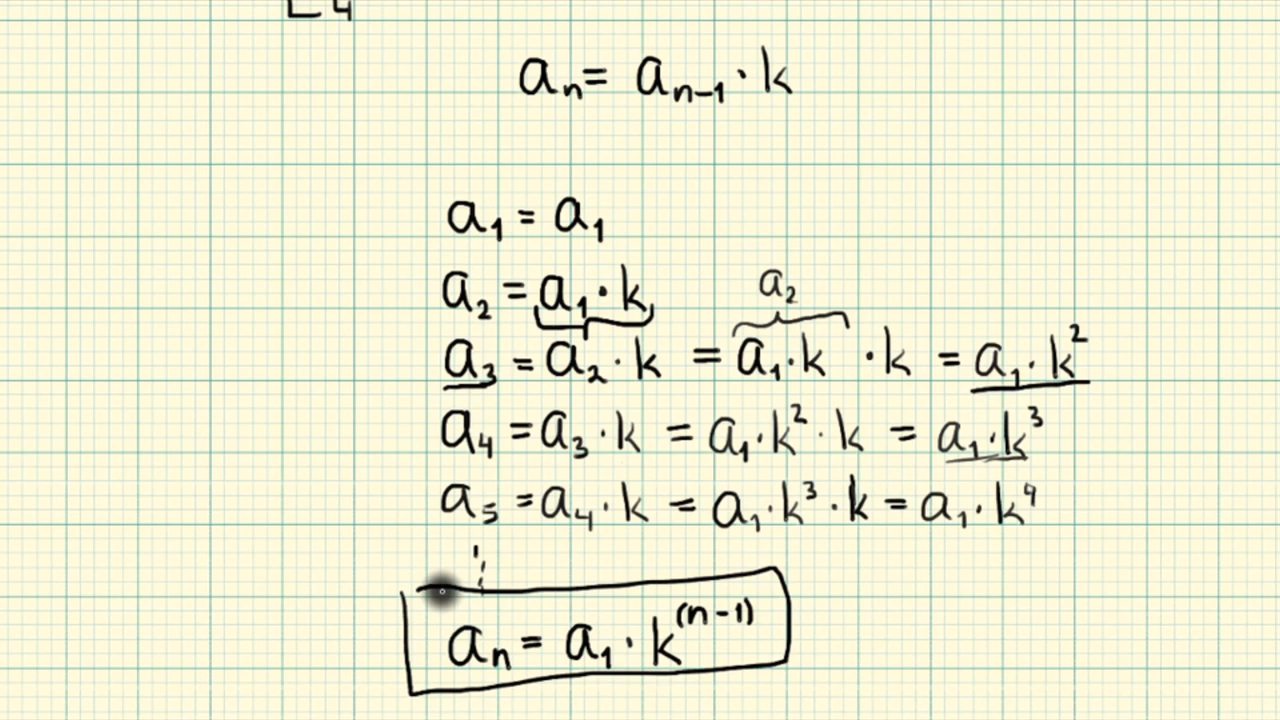 4
aₙ = aₙ₋₁ · k
a₁ = a₁
a₂ = a₁ · k
a₂
a₃ = a₂ · k = a₁ · k · k = a₁ · k²
a₄ = a₃ · k = a₁ · k² · k = a₁ · k³
a₅ = a₄ · k = a₁ · k³ · k = a₁ · k⁴
aₙ = a₁ · k⁽ⁿ⁻¹⁾